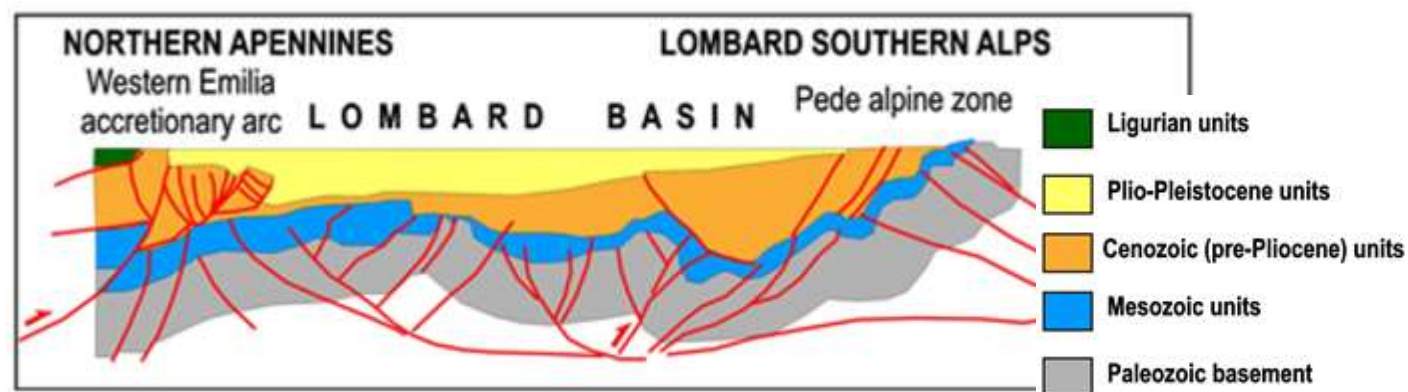 NORTHERN APENNINES
Western Emilia
accretionary arc
LOMBARD BASIN
LOMBARD SOUTHERN ALPS
Pede alpine zone
Ligurian units
Plio-Pleistocene units
Cenozoic (pre-Pliocene) units
Mesozoic units
Paleozoic basement